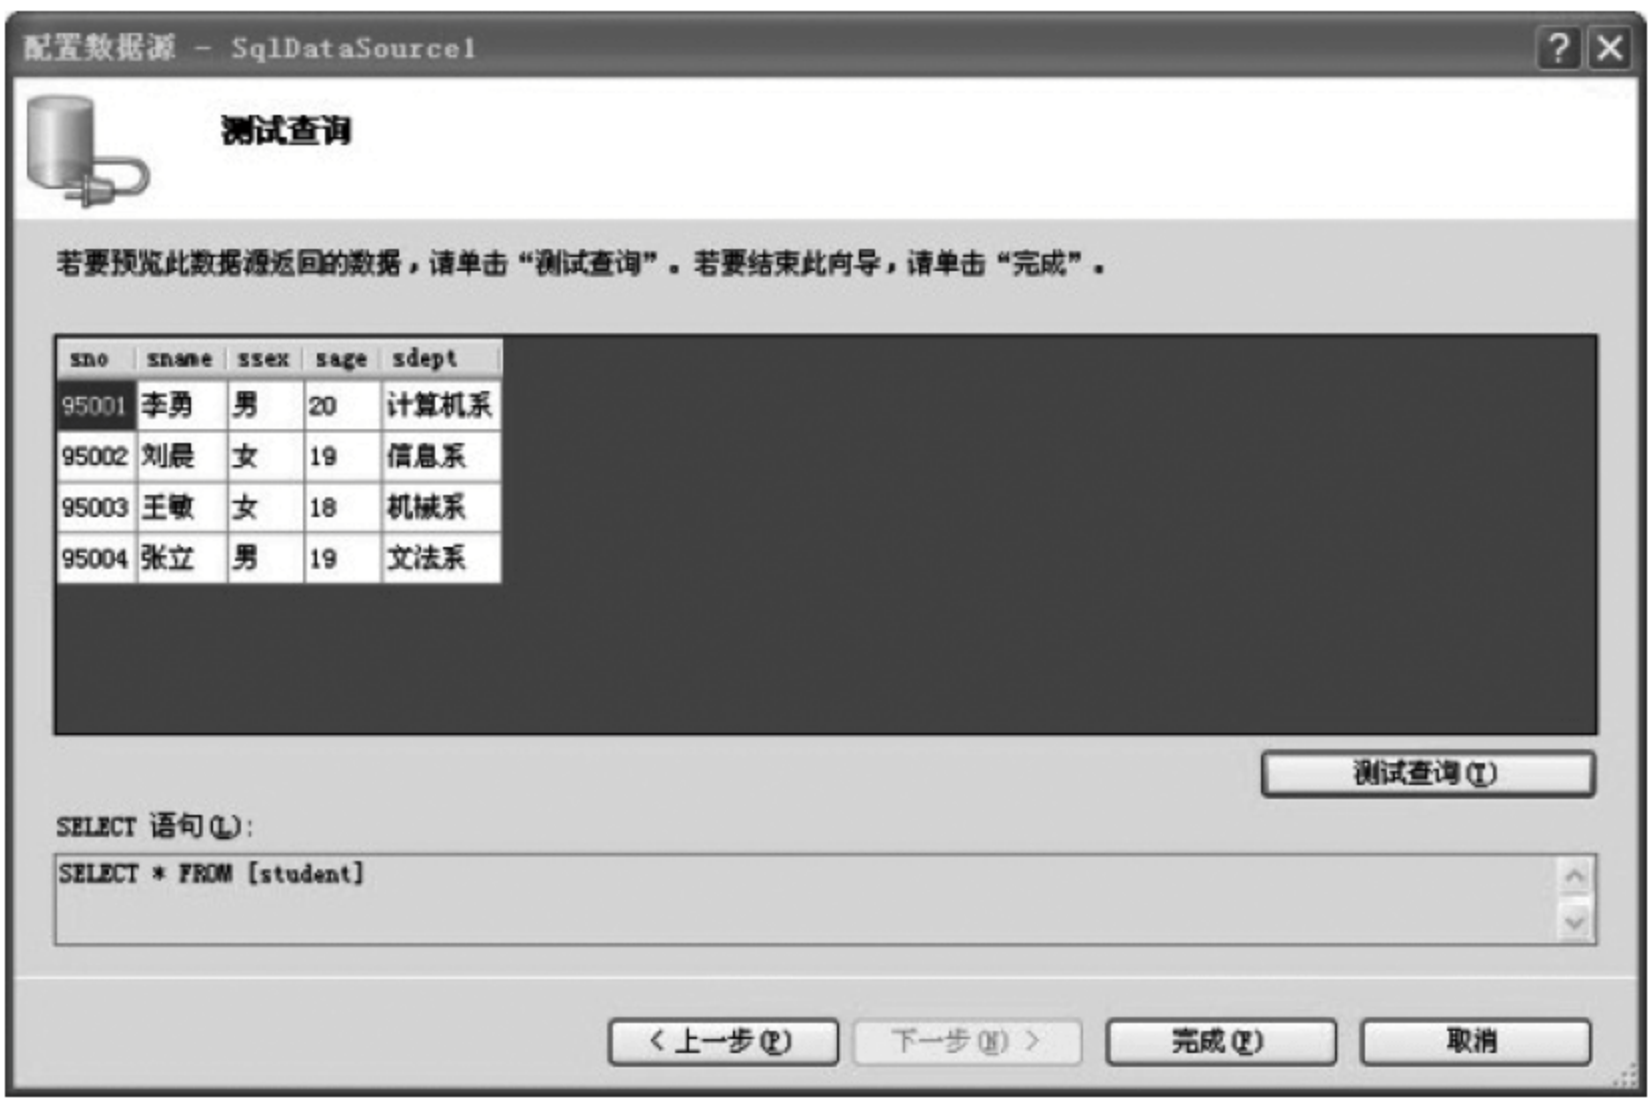 配置数据源 - SqlDataSource1
测试查询
若要预览此数据源返回的数据，请单击“测试查询”。若要结束此向导，请单击“完成”。
sno sname ssex sage sdept
95001 李勇 男 20 计算机系
95002 刘晨 女 19 信息系
95003 王敏 女 18 机械系
95004 张立 男 19 文法系
测试查询(T)
SELECT 语句(L):
SELECT * FROM [student]
< 上一步(P) 下一步(N) > 完成(F) 取消